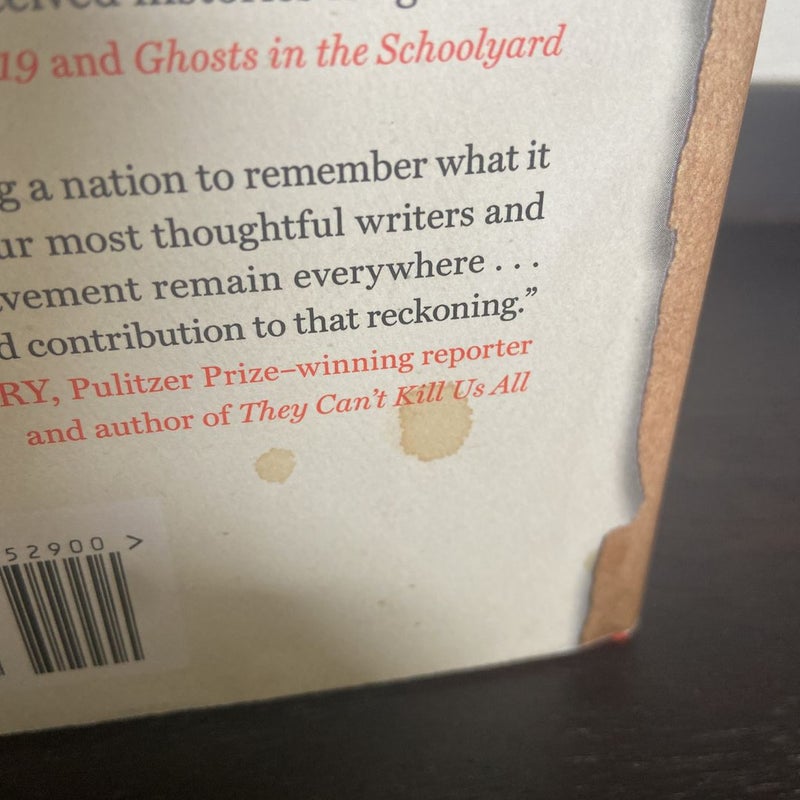 19 and Ghosts in the Schoolyard
g a nation to remember what it
ur most thoughtful writers and
vement remain everywhere . . .
d contribution to that reckoning.”
RY, Pulitzer Prize–winning reporter
and author of They Can’t Kill Us All
52900 >